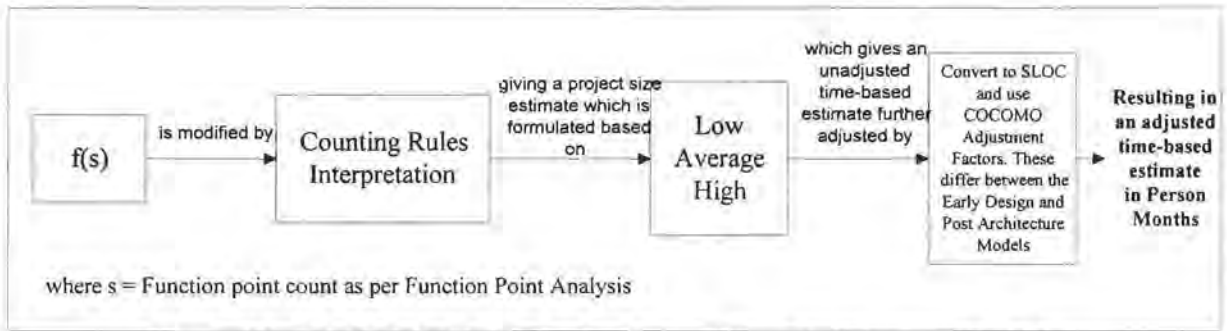 f(s)
is modified by
Counting Rules
Interpretation
giving a project size
estimate which is
formulated based
on
Low
Average
High
which gives an
unadjusted
time-based
estimate further
adjusted by
Convert to SLOC
and use
COCOMO
Adjustment
Factors. These
differ between the
Early Design and
Post Architecture
Models
Resulting in
an adjusted
time-based
estimate
in Person
Months
where s = Function point count as per Function Point Analysis